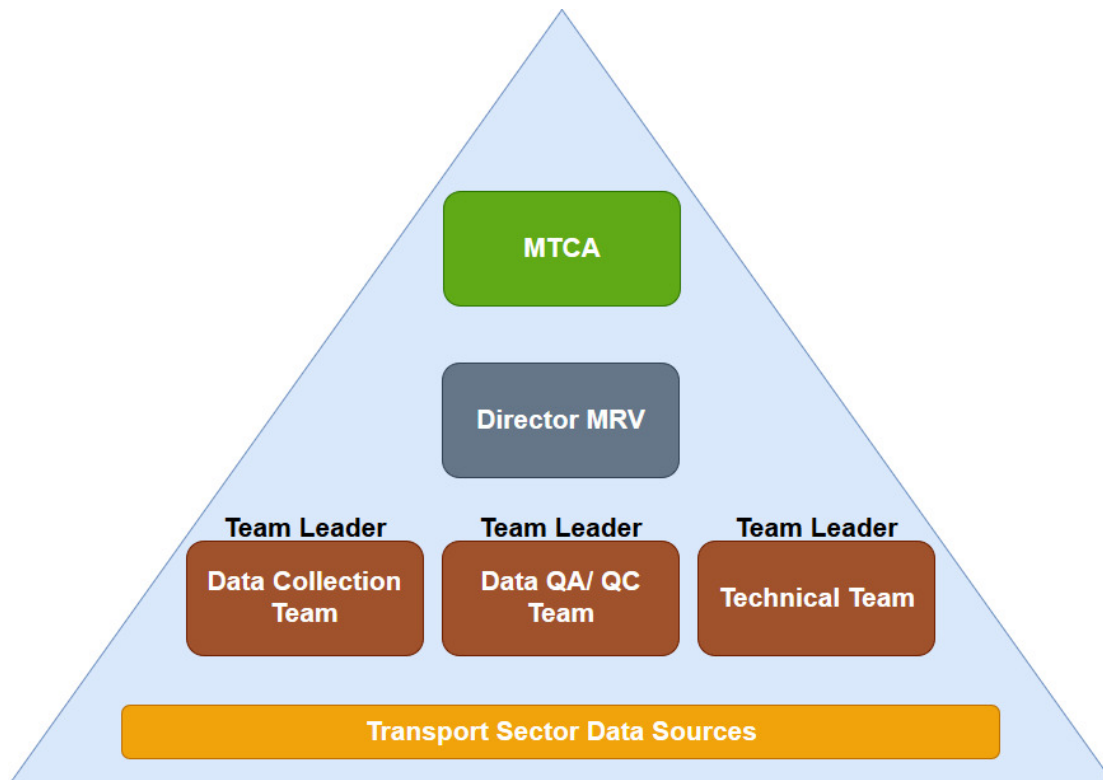 MTCA
Director MRV
Team Leader Team Leader Team Leader
Data Collection
Team
Data QA/ QC
Team
Technical Team
Transport Sector Data Sources